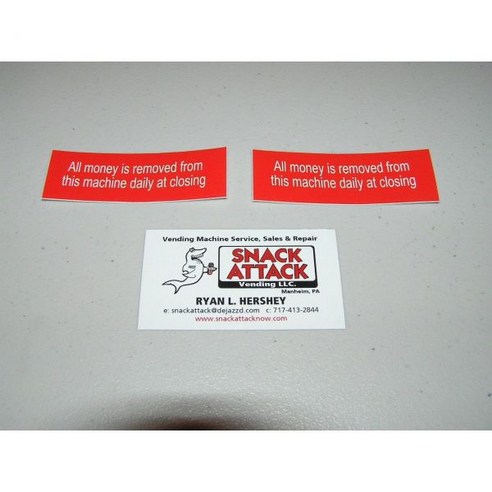 All money is removed from
this machine daily at closing
All money is removed from
this machine daily at closing
Vending Machine Service, Sales & Repair
SNACK
ATTACK
Vending LLC.
Manheim, PA
RYAN L. HERSHEY
e: snackattack@dejazzd.com c: 717-413-2844
www.snackattacknow.com